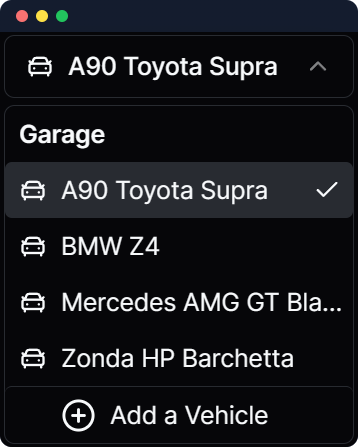 A90 Toyota Supra
Garage
A90 Toyota Supra
BMW Z4
Mercedes AMG GT Bla...
Zonda HP Barchetta
Add a Vehicle